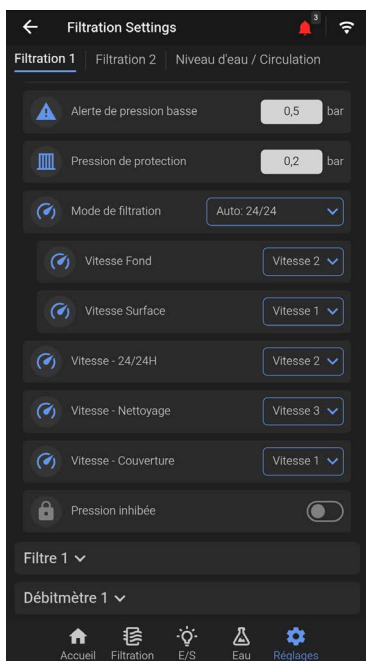 Filtration Settings
3
Filtration 1 Filtration 2 Niveau d'eau / Circulation
Alerte de pression basse 0,5 bar
Pression de protection 0,2 bar
Mode de filtration Auto: 24/24
Vitesse Fond Vitesse 2
Vitesse Surface Vitesse 1
Vitesse - 24/24H Vitesse 2
Vitesse - Nettoyage Vitesse 3
Vitesse - Couverture Vitesse 1
Pression inhibée
Filtre 1
Débitmètre 1
Accueil Filtration E/S Eau Réglages